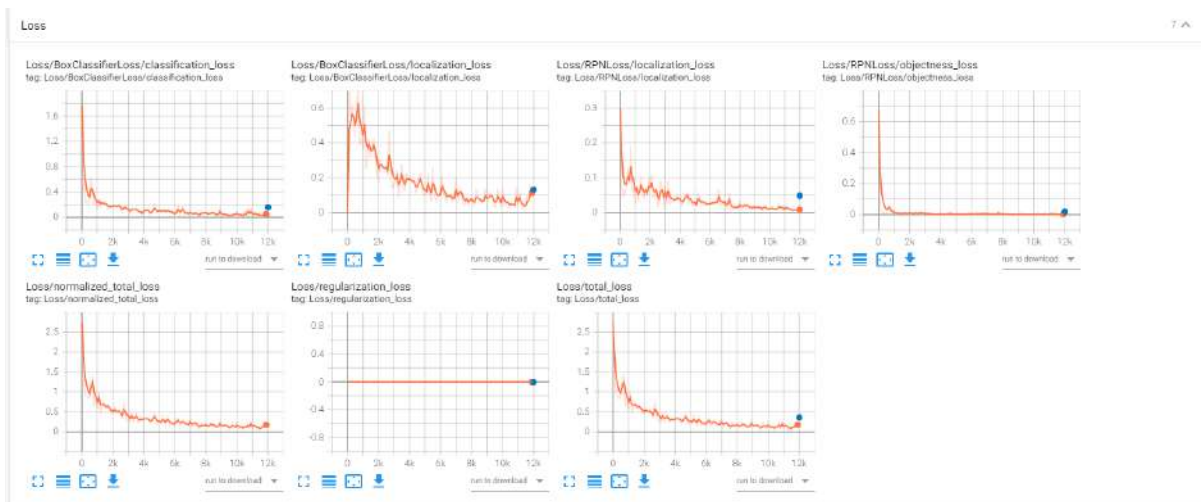 Loss
7
Loss/BoxClassifierLoss/classification_loss
tag: Loss/BoxClassifierLoss/classification_loss
1.6
1.2
0.8
0.4
0
0 2k 4k 6k 8k 10k 12k
run to download
Loss/BoxClassifierLoss/localization_loss
tag: Loss/BoxClassifierLoss/localization_loss
0.6
0.4
0.2
0
0 2k 4k 6k 8k 10k 12k
run to download
Loss/RPNLoss/localization_loss
tag: Loss/RPNLoss/localization_loss
0.3
0.2
0.1
0
0 2k 4k 6k 8k 10k 12k
run to download
Loss/RPNLoss/objectness_loss
tag: Loss/RPNLoss/objectness_loss
0.6
0.4
0.2
0
0 2k 4k 6k 8k 10k 12k
run to download
Loss/normalized_total_loss
tag: Loss/normalized_total_loss
2.5
2
1.5
1
0.5
0
0 2k 4k 6k 8k 10k 12k
run to download
Loss/regularization_loss
tag: Loss/regularization_loss
0.8
0.4
0
-0.4
-0.8
0 2k 4k 6k 8k 10k 12k
run to download
Loss/total_loss
tag: Loss/total_loss
2.5
2
1.5
1
0.5
0
0 2k 4k 6k 8k 10k 12k
run to download